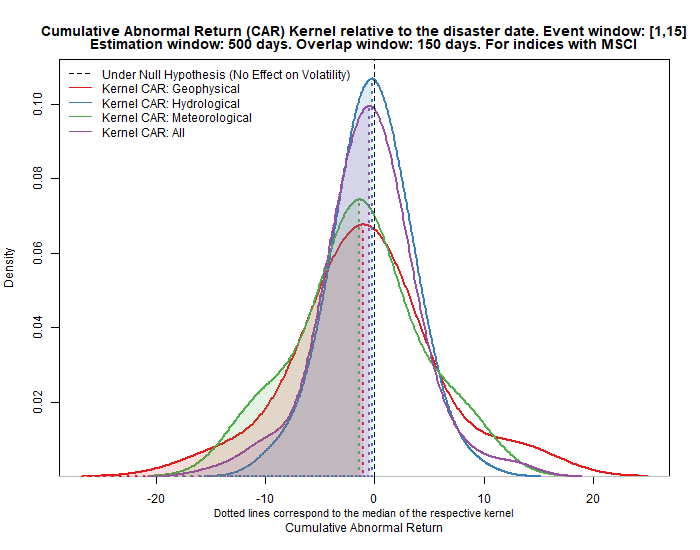 Cumulative Abnormal Return (CAR) Kernel relative to the disaster date. Event window: [1,15]
Estimation window: 500 days. Overlap window: 150 days. For indices with MSCI
Under Null Hypothesis (No Effect on Volatility)
Kernel CAR: Geophysical
Kernel CAR: Hydrological
Kernel CAR: Meteorological
Kernel CAR: All
Density
0.10
0.08
0.06
0.04
0.02
-20 -10 0 10 20
Dotted lines correspond to the median of the respective kernel
Cumulative Abnormal Return